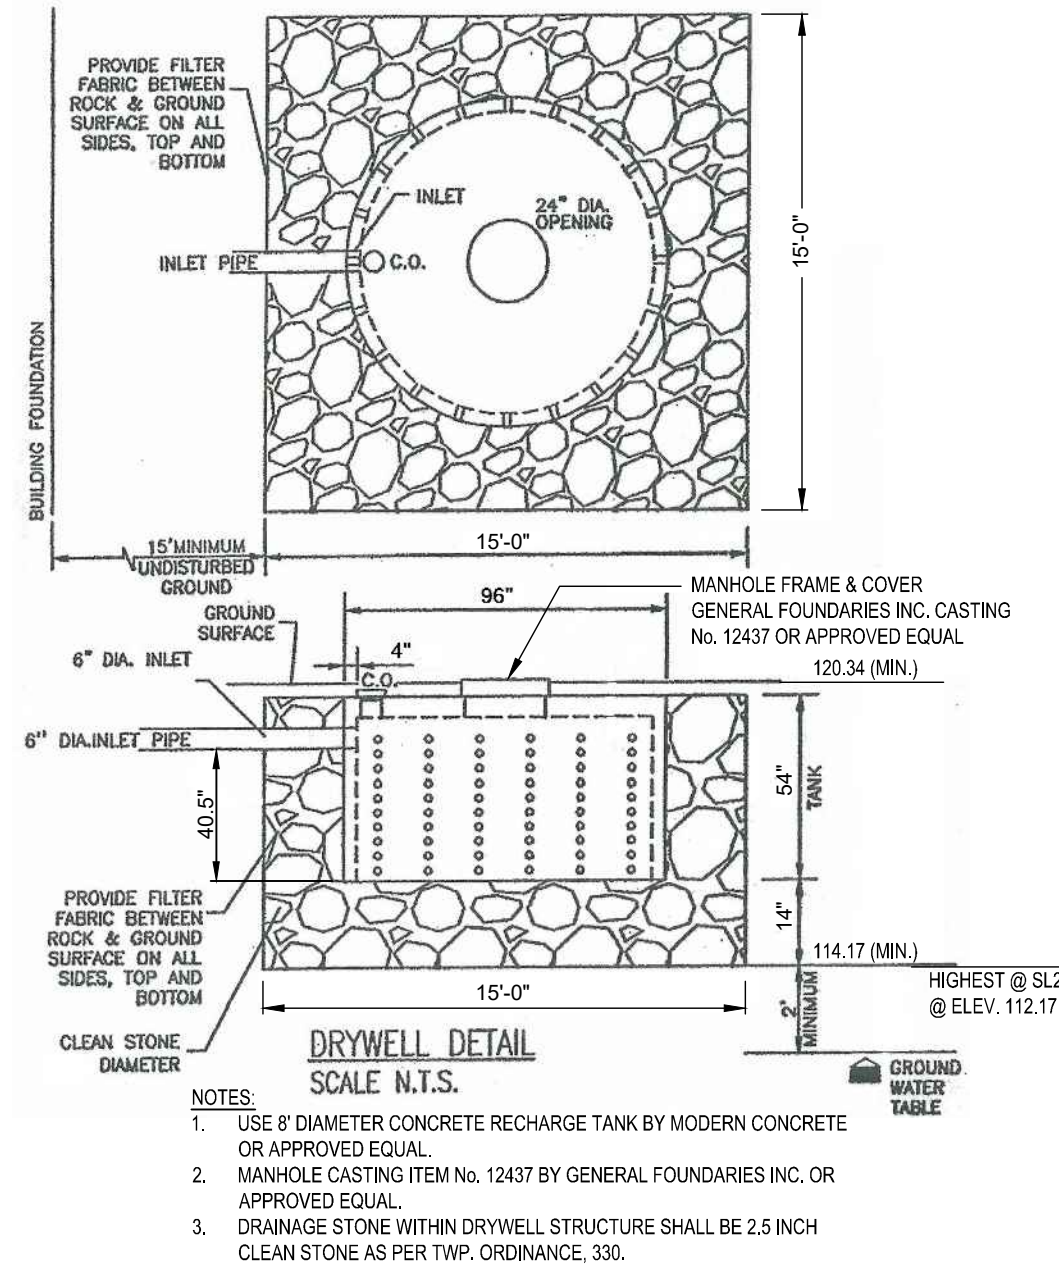 PROVIDE FILTER
FABRIC BETWEEN
ROCK & GROUND
SURFACE ON ALL
SIDES, TOP AND
BOTTOM
INLET
24" DIA.
OPENING
INLET PIPE
C.O.
15'-0"
BUILDING FOUNDATION
15'MINIMUM
UNDISTURBED
GROUND
15'-0"
96"
MANHOLE FRAME & COVER
GENERAL FOUNDARIES INC. CASTING
No. 12437 OR APPROVED EQUAL
GROUND
SURFACE
4"
6" DIA. INLET
C.O.
120.34 (MIN.)
6" DIA.INLET PIPE
40.5"
54"
TANK
PROVIDE FILTER
FABRIC BETWEEN
ROCK & GROUND
SURFACE ON ALL
SIDES, TOP AND
BOTTOM
14"
114.17 (MIN.)
15'-0"
2'
MINIMUM
HIGHEST @ SL2
@ ELEV. 112.17
CLEAN STONE
DIAMETER
DRYWELL DETAIL
SCALE N.T.S.
GROUND
WATER
TABLE
NOTES:
1. USE 8' DIAMETER CONCRETE RECHARGE TANK BY MODERN CONCRETE
OR APPROVED EQUAL.
2. MANHOLE CASTING ITEM No. 12437 BY GENERAL FOUNDARIES INC. OR
APPROVED EQUAL.
3. DRAINAGE STONE WITHIN DRYWELL STRUCTURE SHALL BE 2.5 INCH
CLEAN STONE AS PER TWP. ORDINANCE, 330.